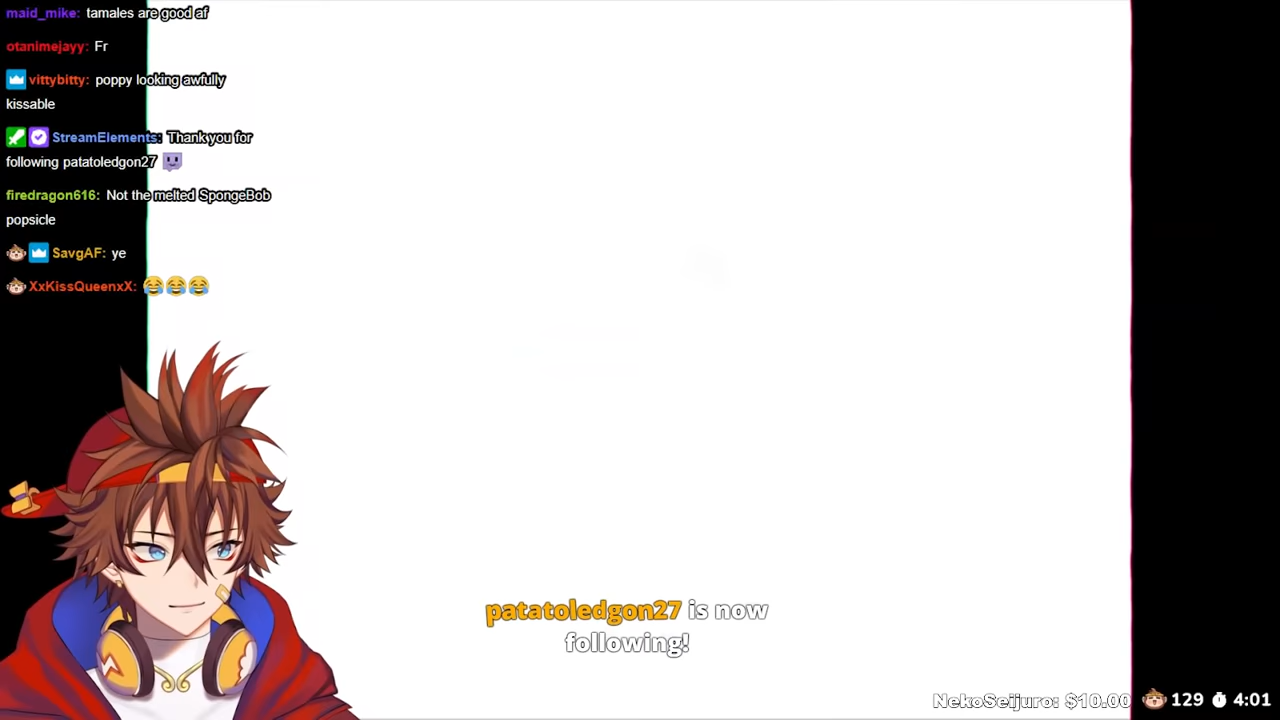 maid_mike: tamales are good af
otanimejayy: Fr
vittybitty: poppy looking awfully
kissable
StreamElements: Thank you for
following patatoledgon27
firedragon616: Not the melted SpongeBob
popsicle
SavgAF: ye
XxKissQueenxX: 😂😂😂
patatoledgon27 is now
following!
NekoSeijuro: $10.00 129 4:01